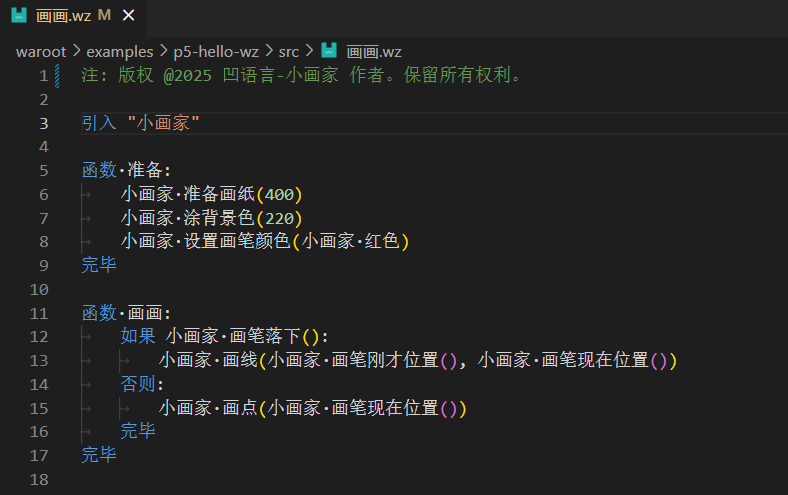 画画.wz M ✕
waroot > examples > p5-hello-wz > src > 画画.wz
1 注: 版权 @2025 凹语言-小画家 作者。保留所有权利。
2
3 引入 "小画家"
4
5 函数·准备:
6 → 小画家·准备画纸(400)
7 → 小画家·涂背景色(220)
8 → 小画家·设置画笔颜色(小画家·红色)
9 完毕
10
11 函数·画画:
12 → 如果 小画家·画笔落下():
13 → → 小画家·画线(小画家·画笔刚才位置(), 小画家·画笔现在位置())
14 → 否则:
15 → → 小画家·画点(小画家·画笔现在位置())
16 → 完毕
17 完毕
18